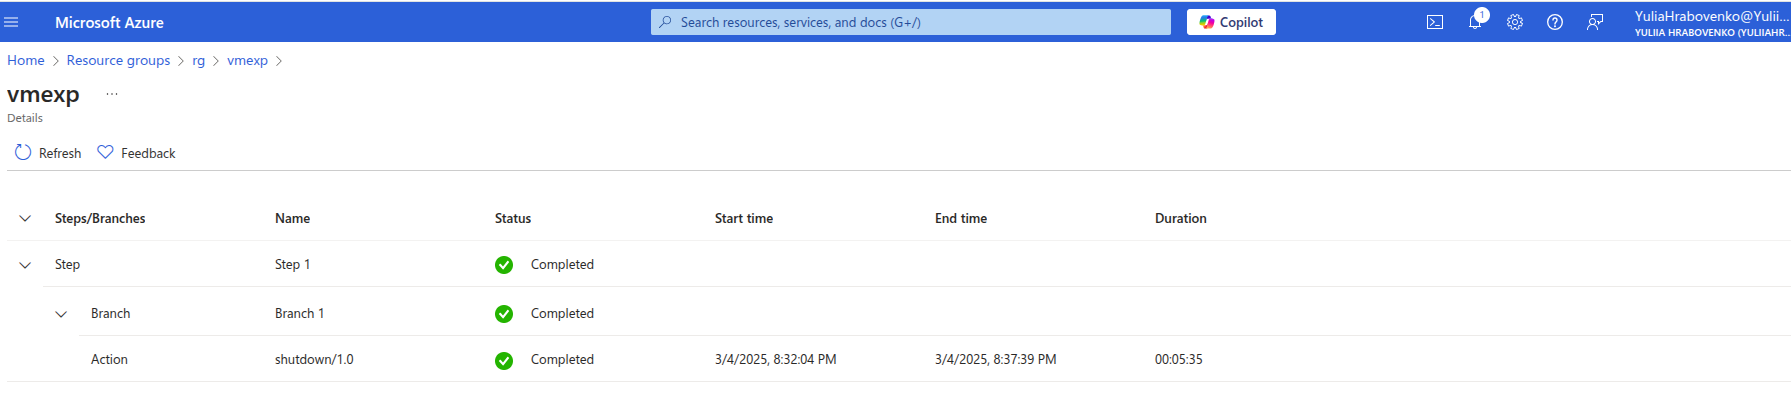 Microsoft Azure
Search resources, services, and docs (G+/)
Copilot
1
YuliaHrabovenko@Yulii...
YULIIA HRABOVENKO (YULIIAHR...
Home > Resource groups > rg > vmexp >
vmexp ...
Details
Refresh Feedback
Steps/Branches Name Status Start time End time Duration
Step Step 1 Completed
Branch Branch 1 Completed
Action shutdown/1.0 Completed 3/4/2025, 8:32:04 PM 3/4/2025, 8:37:39 PM 00:05:35